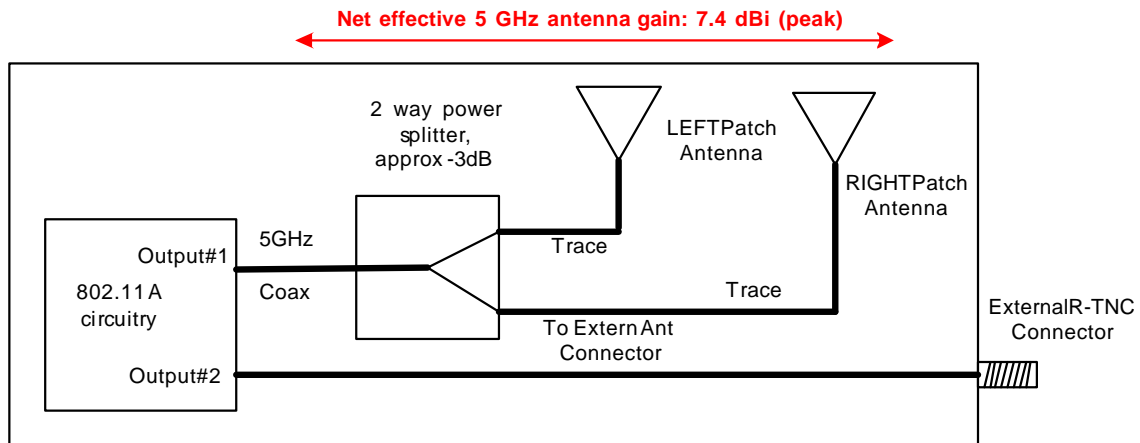 Net effective 5 GHz antenna gain: 7.4 dBi (peak)
2 way power
splitter,
approx -3dB
LEFTPatch
Antenna
RIGHTPatch
Antenna
Output#1
5GHz
Coax
Trace
Trace
802.11A
circuitry
To Extern Ant
Connector
ExternalR-TNC
Connector
Output#2